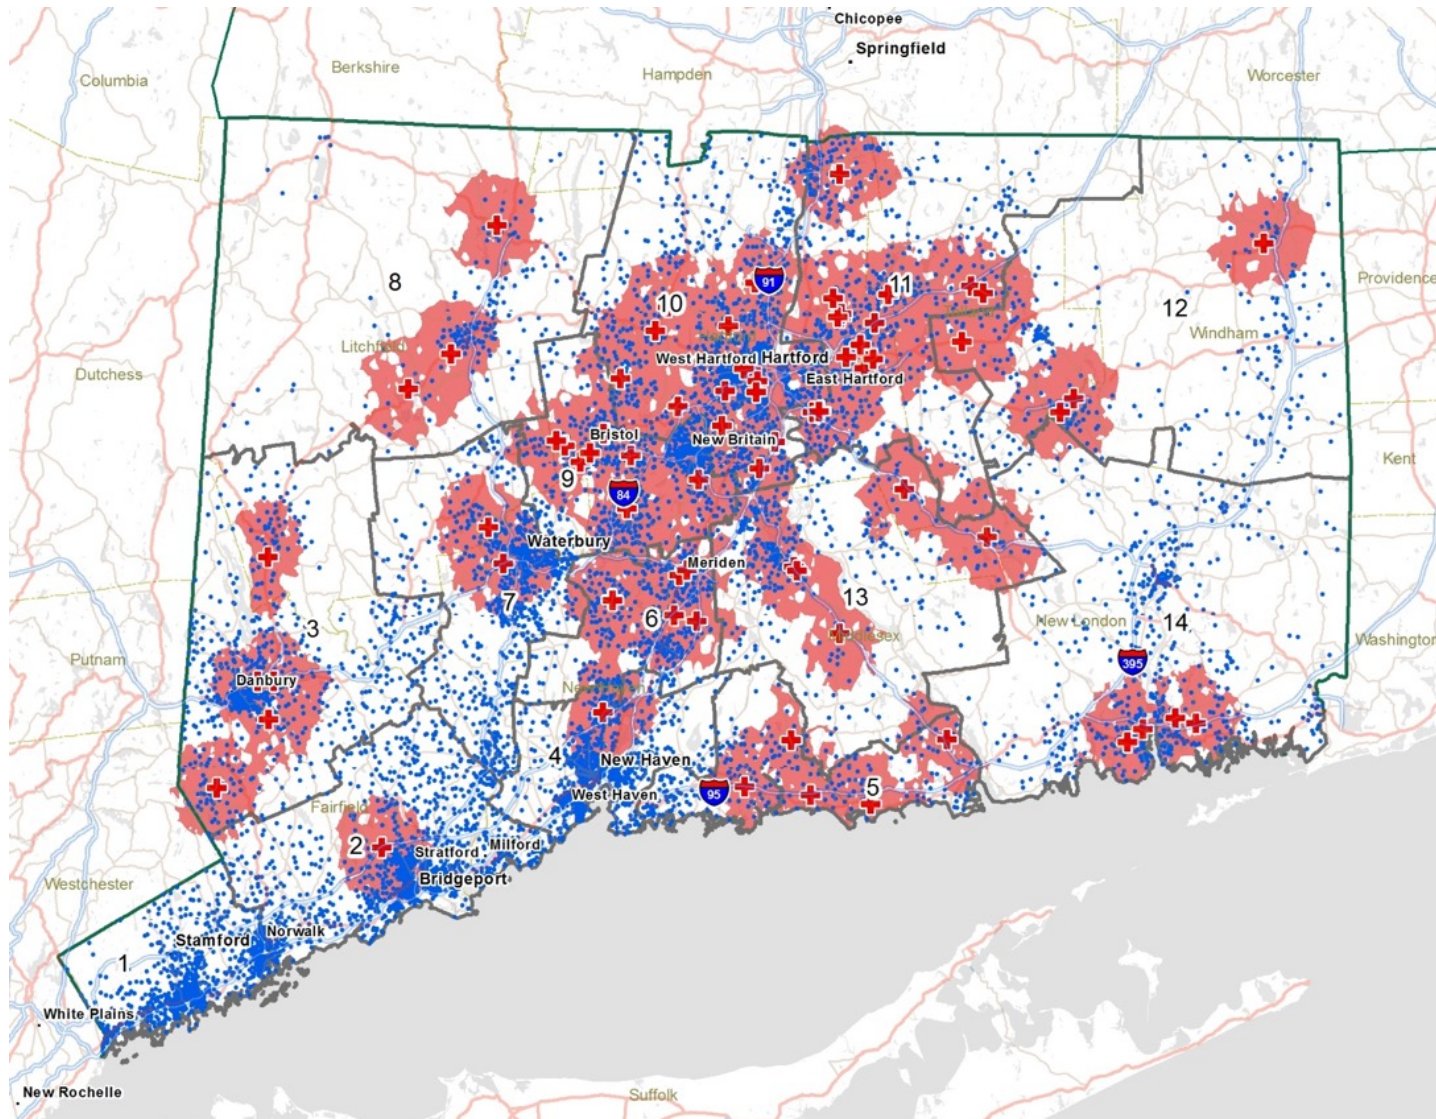 Chicopee
Springfield
Columbia
Berkshire
Hampden
Worcester
8
91
11
10
12
Providence
Windham
Litchfield
Dutchess
West Hartford
Hartford
East Hartford
Bristol
New Britain
9
84
Kent
Waterbury
Meriden
7
6
13
3
New London
14
Washington
Putnam
395
Danbury
4
New Haven
West Haven
95
5
Fairfield
2
Stratford
Milford
Bridgeport
Westchester
Norwalk
Stamford
1
White Plains
New Rochelle
Suffolk